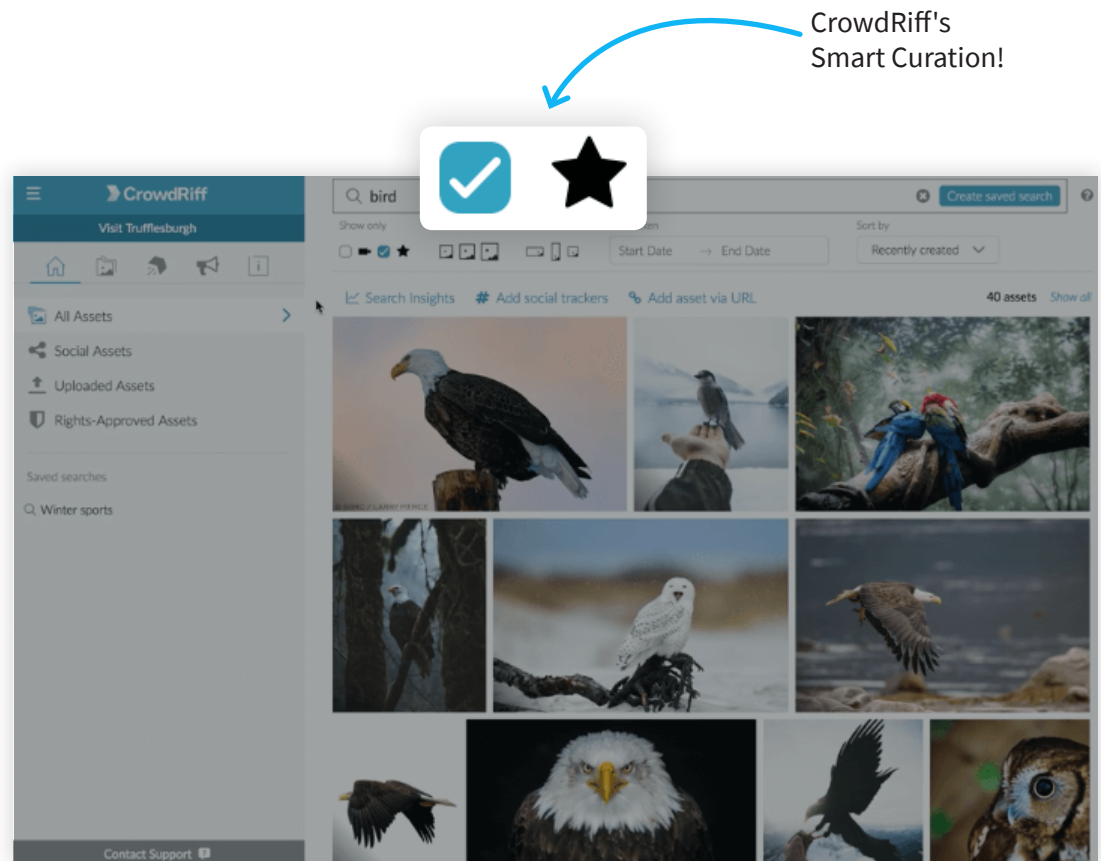 CrowdRiff's
Smart Curation!
CrowdRiff
Visit Trufflesburgh
bird
Create saved search
Show only
Sort by
Start Date → End Date
Recently created
Search Insights
# Add social trackers
Add asset via URL
40 assets
Show all
All Assets
Social Assets
Uploaded Assets
Rights-Approved Assets
Saved searches
Winter sports
Contact Support